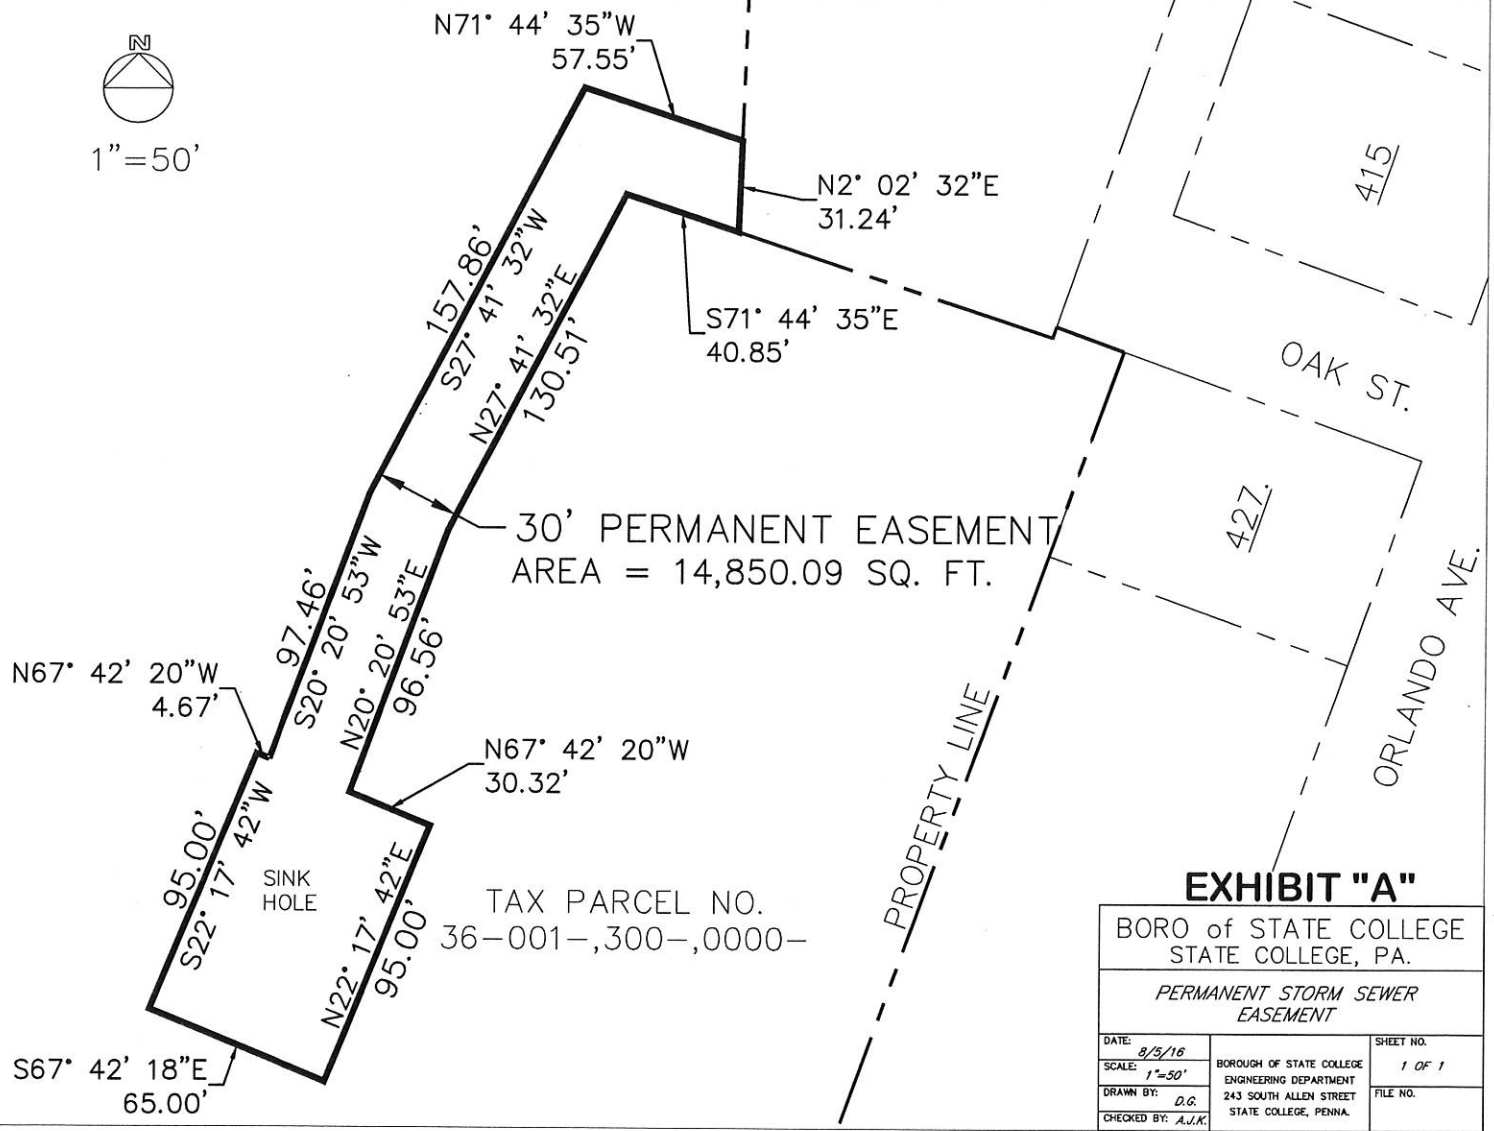 N
1"=50'
N71° 44' 35"W
57.55'
N2° 02' 32"E
31.24'
S71° 44' 35"E
40.85'
157.86'
S27° 41' 32"W
N27° 41' 32"E
130.51'
415
OAK ST.
427.
ORLANDO AVE.
30' PERMANENT EASEMENT
AREA = 14,850.09 SQ. FT.
97.46'
S20° 20' 53"W
N20° 20' 53"E
96.56'
N67° 42' 20"W
4.67'
N67° 42' 20"W
30.32'
95.00'
S22° 17' 42"W
SINK
HOLE
N22° 17' 42"E
95.00'
TAX PARCEL NO.
36-001-,300-,0000-
PROPERTY LINE
S67° 42' 18"E
65.00'
EXHIBIT "A"
BORO of STATE COLLEGE
STATE COLLEGE, PA.
PERMANENT STORM SEWER
EASEMENT
DATE: 8/5/16
SCALE: 1"=50'
DRAWN BY: D.G.
CHECKED BY: A.J.K.
BOROUGH OF STATE COLLEGE
ENGINEERING DEPARTMENT
243 SOUTH ALLEN STREET
STATE COLLEGE, PENNA.
SHEET NO.
1 OF 1
FILE NO.